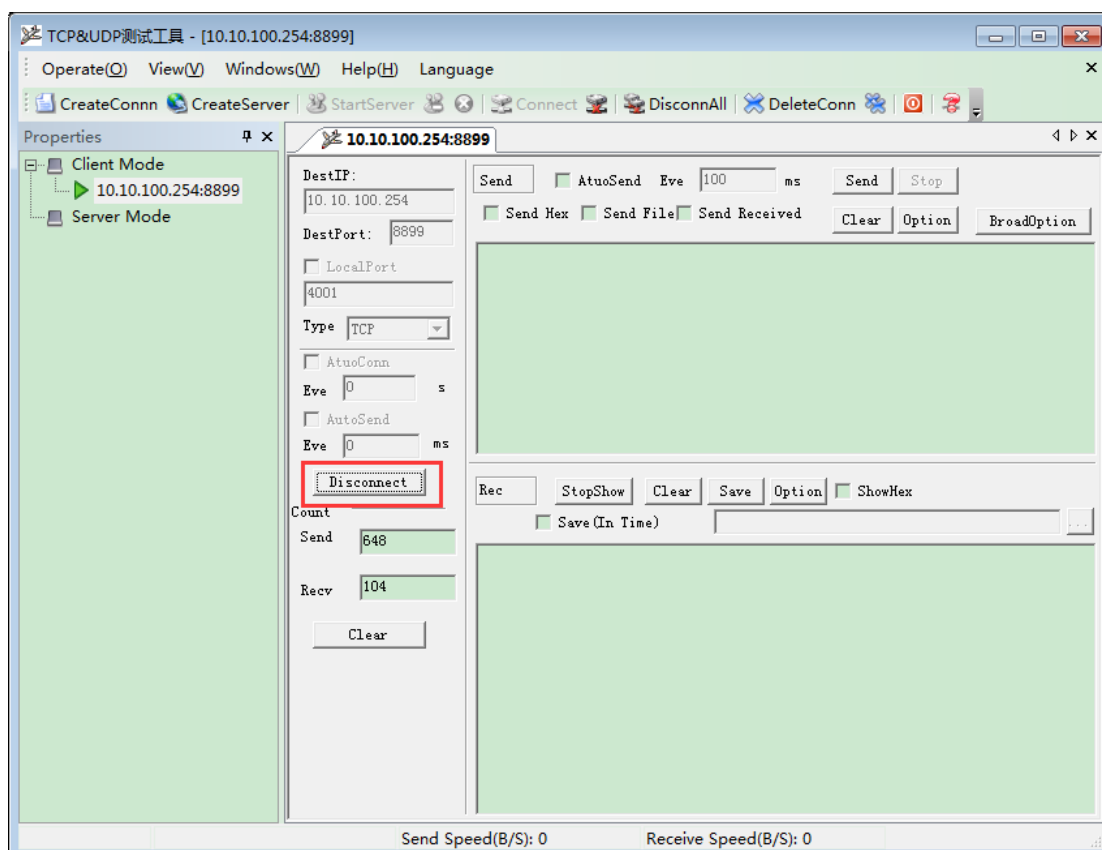 TCP&UDP测试工具 - [10.10.100.254:8899]
Operate(O) View(V) Windows(W) Help(H) Language
CreateConnn CreateServer StartServer Connect DisconnAll DeleteConn
Properties
10.10.100.254:8899
Client Mode
10.10.100.254:8899
Server Mode
DestIP:
10.10.100.254
DestPort: 8899
LocalPort
4001
Type TCP
AtuoConn
Eve 0 s
AutoSend
Eve 0 ms
Disconnect
Count
Send 648
Recv 104
Clear
Send AtuoSend Eve 100 ms Send Stop
Send Hex Send File Send Received Clear Option BroadOption
Rec StopShow Clear Save Option ShowHex
Save(In Time) ...
Send Speed(B/S): 0 Receive Speed(B/S): 0